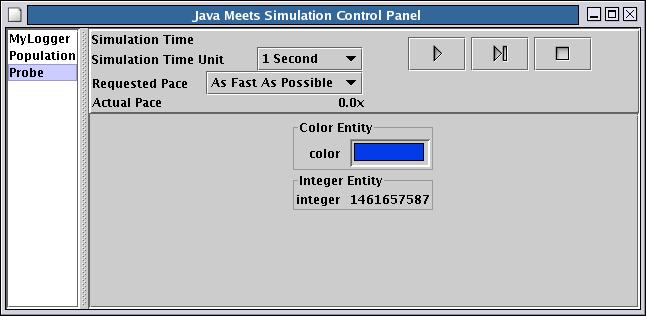 Java Meets Simulation Control Panel
MyLogger
Population
Probe
Simulation Time
Simulation Time Unit 1 Second
Requested Pace As Fast As Possible
Actual Pace 0.0x
Color Entity
color
Integer Entity
integer 1461657587